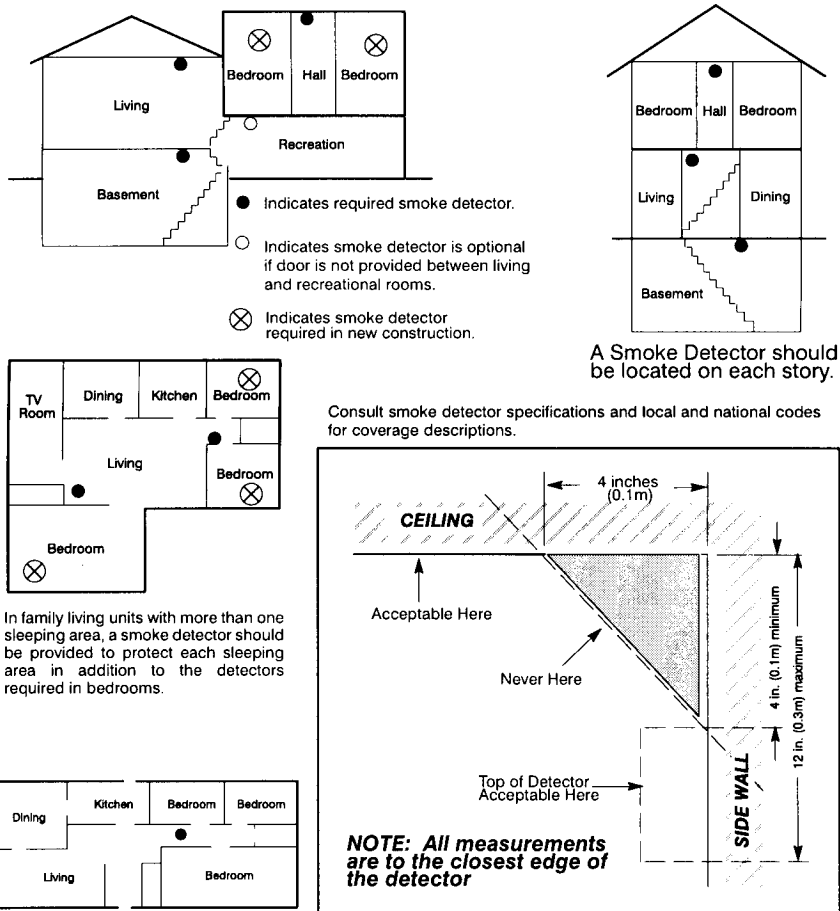 Bedroom
Hall
Bedroom
Living
Recreation
Basement
Indicates required smoke detector.
Indicates smoke detector is optional
if door is not provided between living
and recreational rooms.
Indicates smoke detector
required in new construction.
Bedroom
Hall
Bedroom
Living
Dining
Basement
A Smoke Detector should
be located on each story.
TV
Room
Dining
Kitchen
Bedroom
Living
Bedroom
Bedroom
In family living units with more than one
sleeping area, a smoke detector should
be provided to protect each sleeping
area in addition to the detectors
required in bedrooms.
Dining
Kitchen
Bedroom
Bedroom
Living
Bedroom
Consult smoke detector specifications and local and national codes
for coverage descriptions.
4 inches
(0.1m)
CEILING
Acceptable Here
Never Here
4 in. (0.1m) minimum
12 in. (0.3m) maximum
Top of Detector
Acceptable Here
SIDE WALL
NOTE: All measurements
are to the closest edge of
the detector